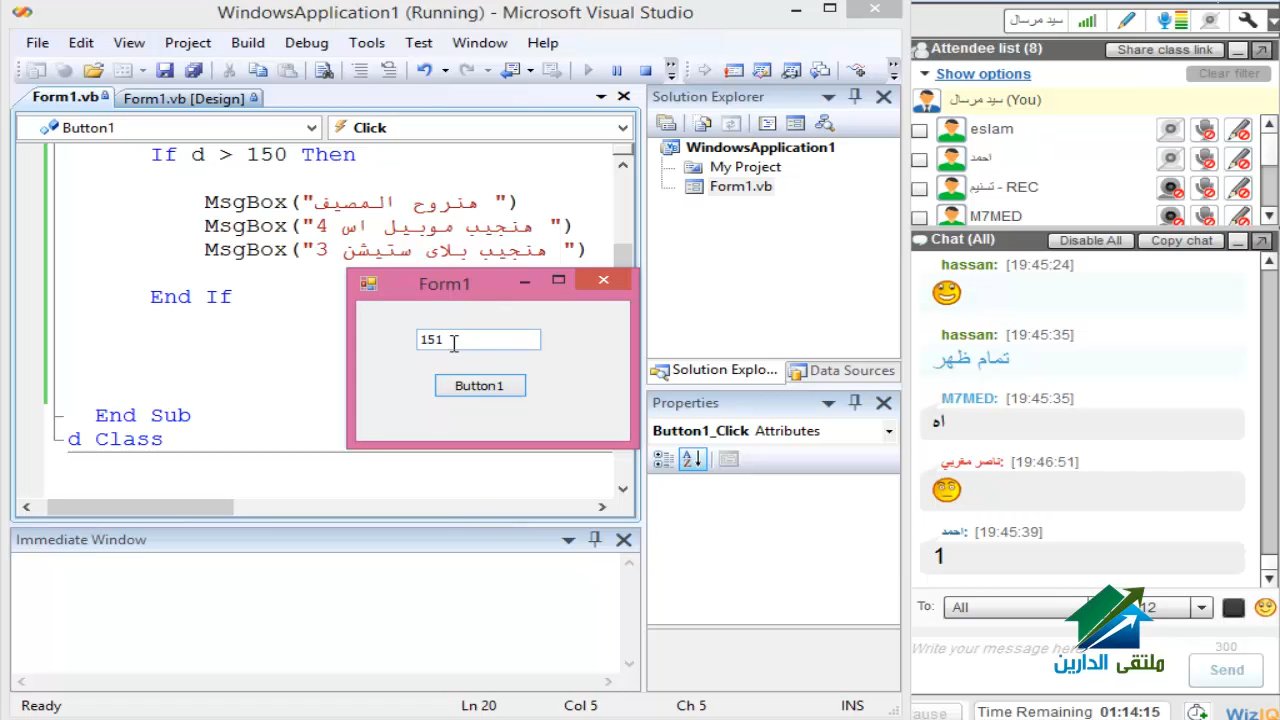 WindowsApplication1 (Running) - Microsoft Visual Studio
File Edit View Project Build Debug Tools Test Window Help
Form1.vb Form1.vb [Design]
Button1 Click
If d > 150 Then
MsgBox("هنروح المصيف ")
MsgBox("هنجيب موبيل اس 4 ")
MsgBox("هنجيب بلاى ستيشن 3 ")
End If
End Sub
d Class
Form1
151
Button1
Solution Explorer
WindowsApplication1
My Project
Form1.vb
Solution Explo... Data Sources
Properties
Button1_Click Attributes
Immediate Window
Ready Ln 20 Col 5 Ch 5 INS
سيد مرسال
Attendee list (8) Share class link
Show options Clear filter
سيد مرسال (You)
eslam
احمد
تسنيم - REC
M7MED
Chat (All) Disable All Copy chat
hassan: [19:45:24]
hassan: [19:45:35]
تمام ظهر
M7MED: [19:45:35]
اه
ناصر مغربي: [19:46:51]
احمد: [19:45:39]
1
To: All 12
Write your message here
300
Send
ملتقى الدارين
ause Time Remaining 01:14:15 WizIQ